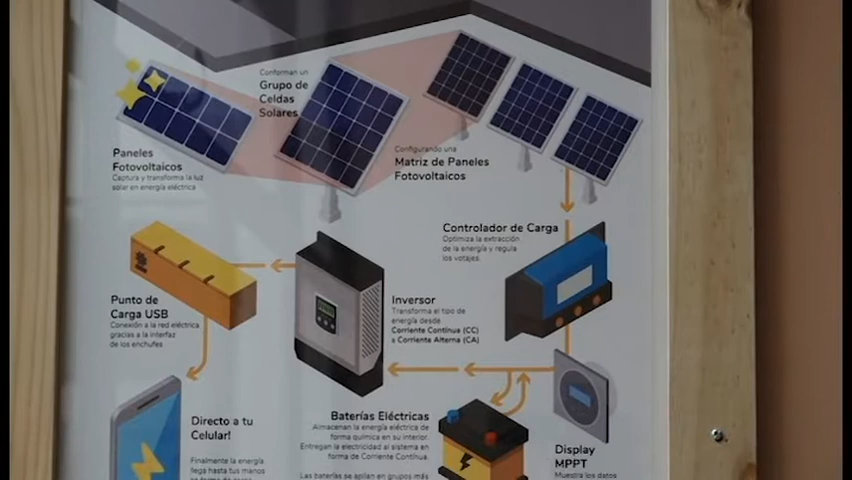 Conforman un
Grupo de
Celdas
Solares
Paneles
Fotovoltaicos
Captura y transforma la luz
solar en energía eléctrica
Configurando una
Matriz de Paneles
Fotovoltaicos
Controlador de Carga
Optimiza la extracción
de la energía y regula
los votajes.
Punto de
Carga USB
Conexión a la red eléctrica
gracias a la interfaz
de los enchufes
Inversor
Transforma el tipo de
energía desde
Corriente Contínua (CC)
a Corriente Alterna (CA)
Directo a tu
Celular!
Finalmente la energía
llega hasta tus manos
Baterías Eléctricas
Almacenan la energía eléctrica de
forma química en su interior.
Entregan la electricidad al sistema en
forma de Corriente Contínua.
Las baterías se apilan en grupos más
Display
MPPT
Muestra los datos